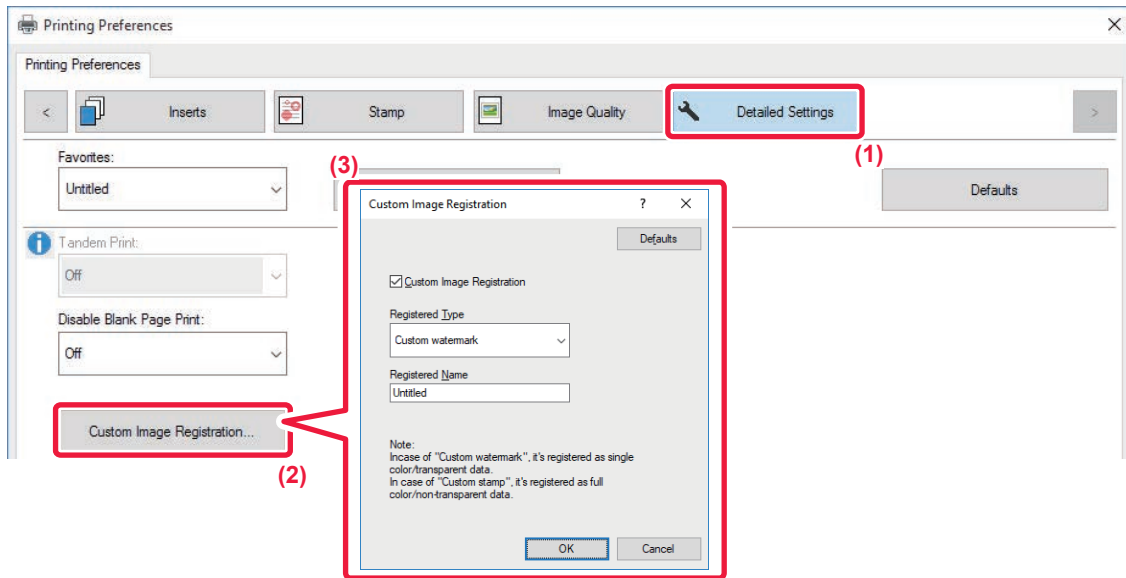 Printing Preferences
Printing Preferences
< Inserts Stamp Image Quality Detailed Settings >
(1)
Favorites:
Untitled
Defaults
Tandem Print:
Off
Disable Blank Page Print:
Off
Custom Image Registration...
(2)
(3)
Custom Image Registration ? X
Defaults
Custom Image Registration
Registered Type
Custom watermark
Registered Name
Untitled
Note:
Incase of "Custom watermark", it's registered as single
color/transparent data.
In case of "Custom stamp", it's registered as full
color/non-transparent data.
OK Cancel